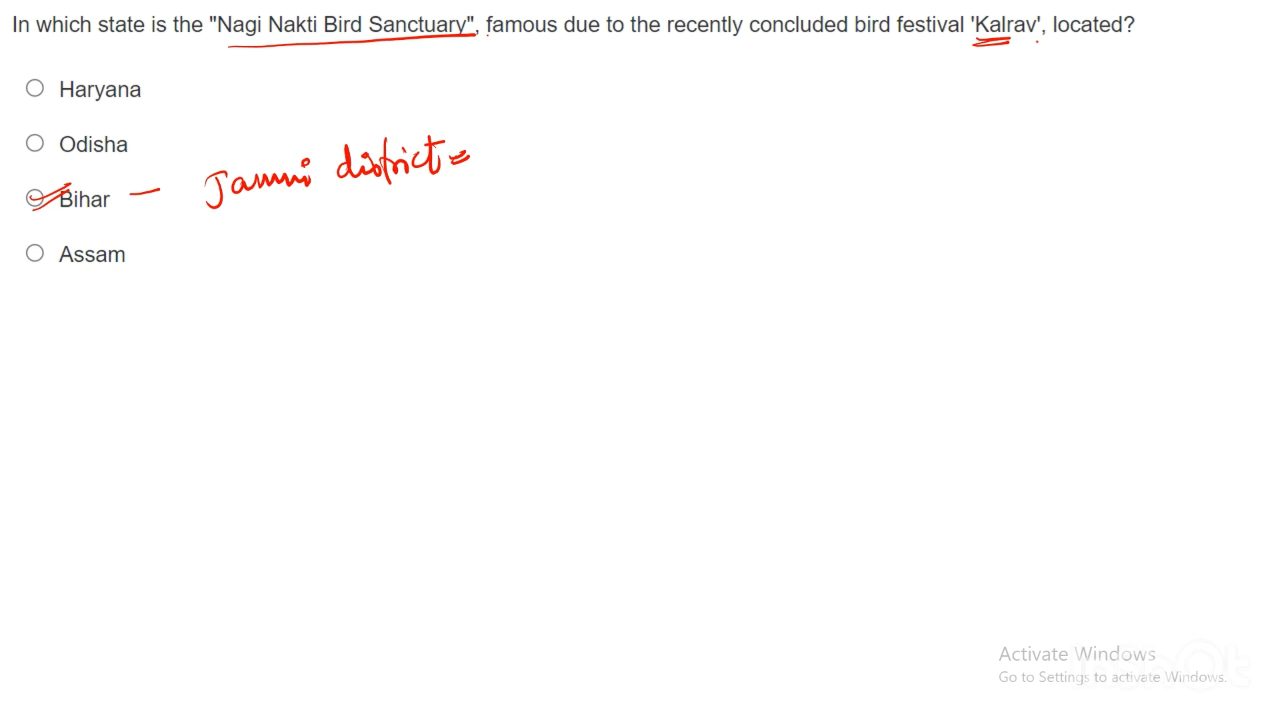 In which state is the "Nagi Nakti Bird Sanctuary", famous due to the recently concluded bird festival 'Kalrav', located?
Haryana
Odisha
Bihar – Jamui district
Assam
Activate Windows
Go to Settings to activate Windows.